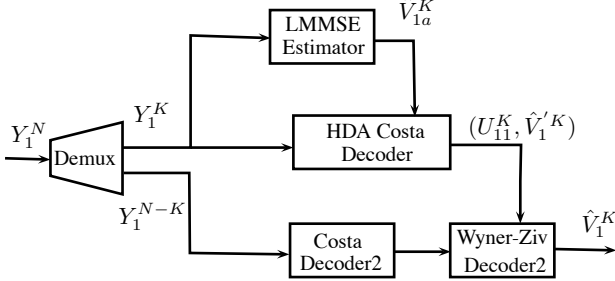 LMMSE
Estimator
V_{1a}^K
Y_1^K
(U_{11}^K, \hat{V}_1^{'K})
Y_1^N
Demux
HDA Costa
Decoder
Y_1^{N-K}
Costa
Decoder2
Wyner-Ziv
Decoder2
\hat{V}_1^K